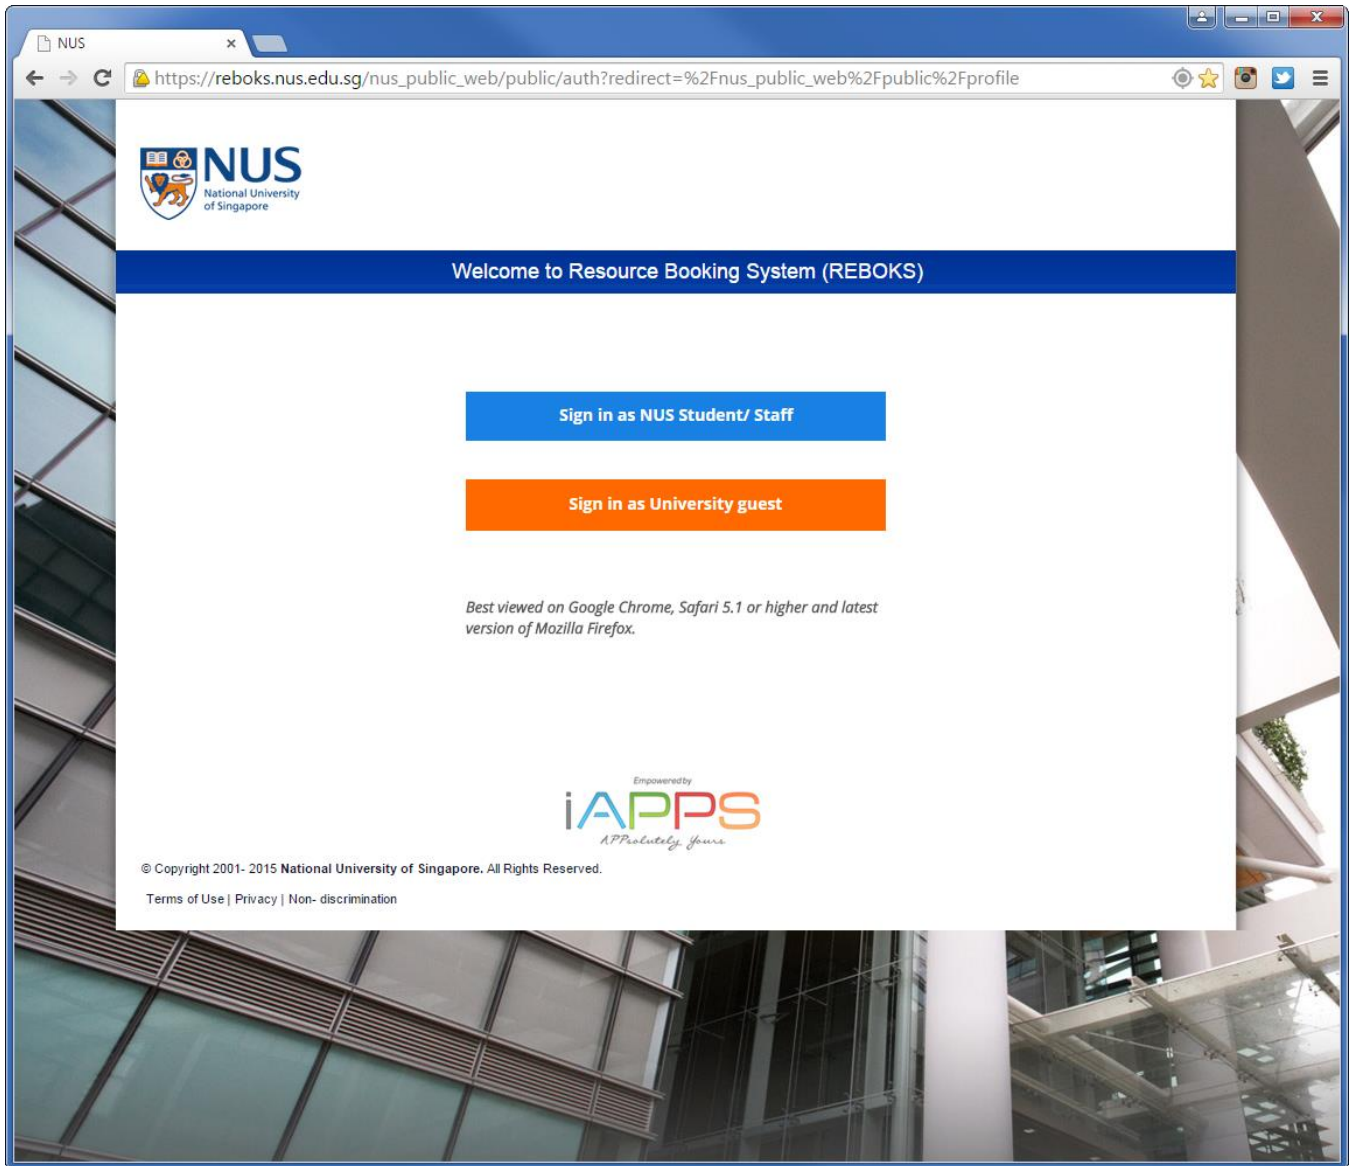 NUS
https://reboks.nus.edu.sg/nus_public_web/public/auth?redirect=%2Fnus_public_web%2Fpublic%2Fprofile
NUS
National University
of Singapore
Welcome to Resource Booking System (REBOKS)
Sign in as NUS Student/ Staff
Sign in as University guest
Best viewed on Google Chrome, Safari 5.1 or higher and latest
version of Mozilla Firefox.
Empowered by
iAPPS
APPsolutely Yours
© Copyright 2001- 2015 National University of Singapore. All Rights Reserved.
Terms of Use | Privacy | Non- discrimination